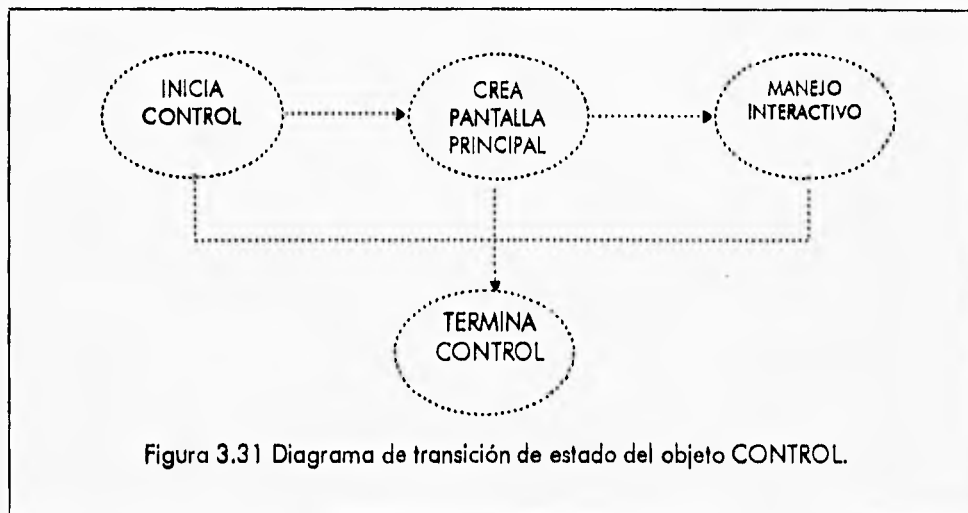 INICIA
CONTROL
CREA
PANTALLA
PRINCIPAL
MANEJO
INTERACTIVO
TERMINA
CONTROL
Figura 3.31 Diagrama de transición de estado del objeto CONTROL.